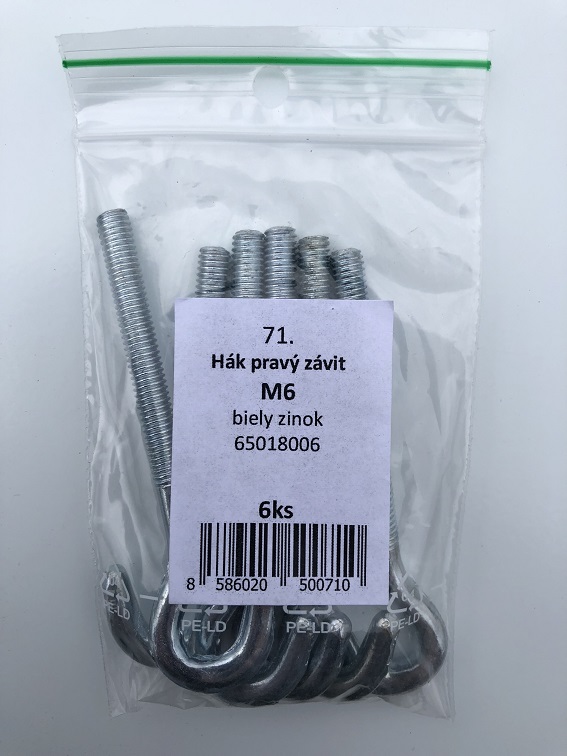 71.
Hák pravý závit
M6
biely zinok
65018006
6ks
8 586020 500710
PE-LD PE-LD PE-LD